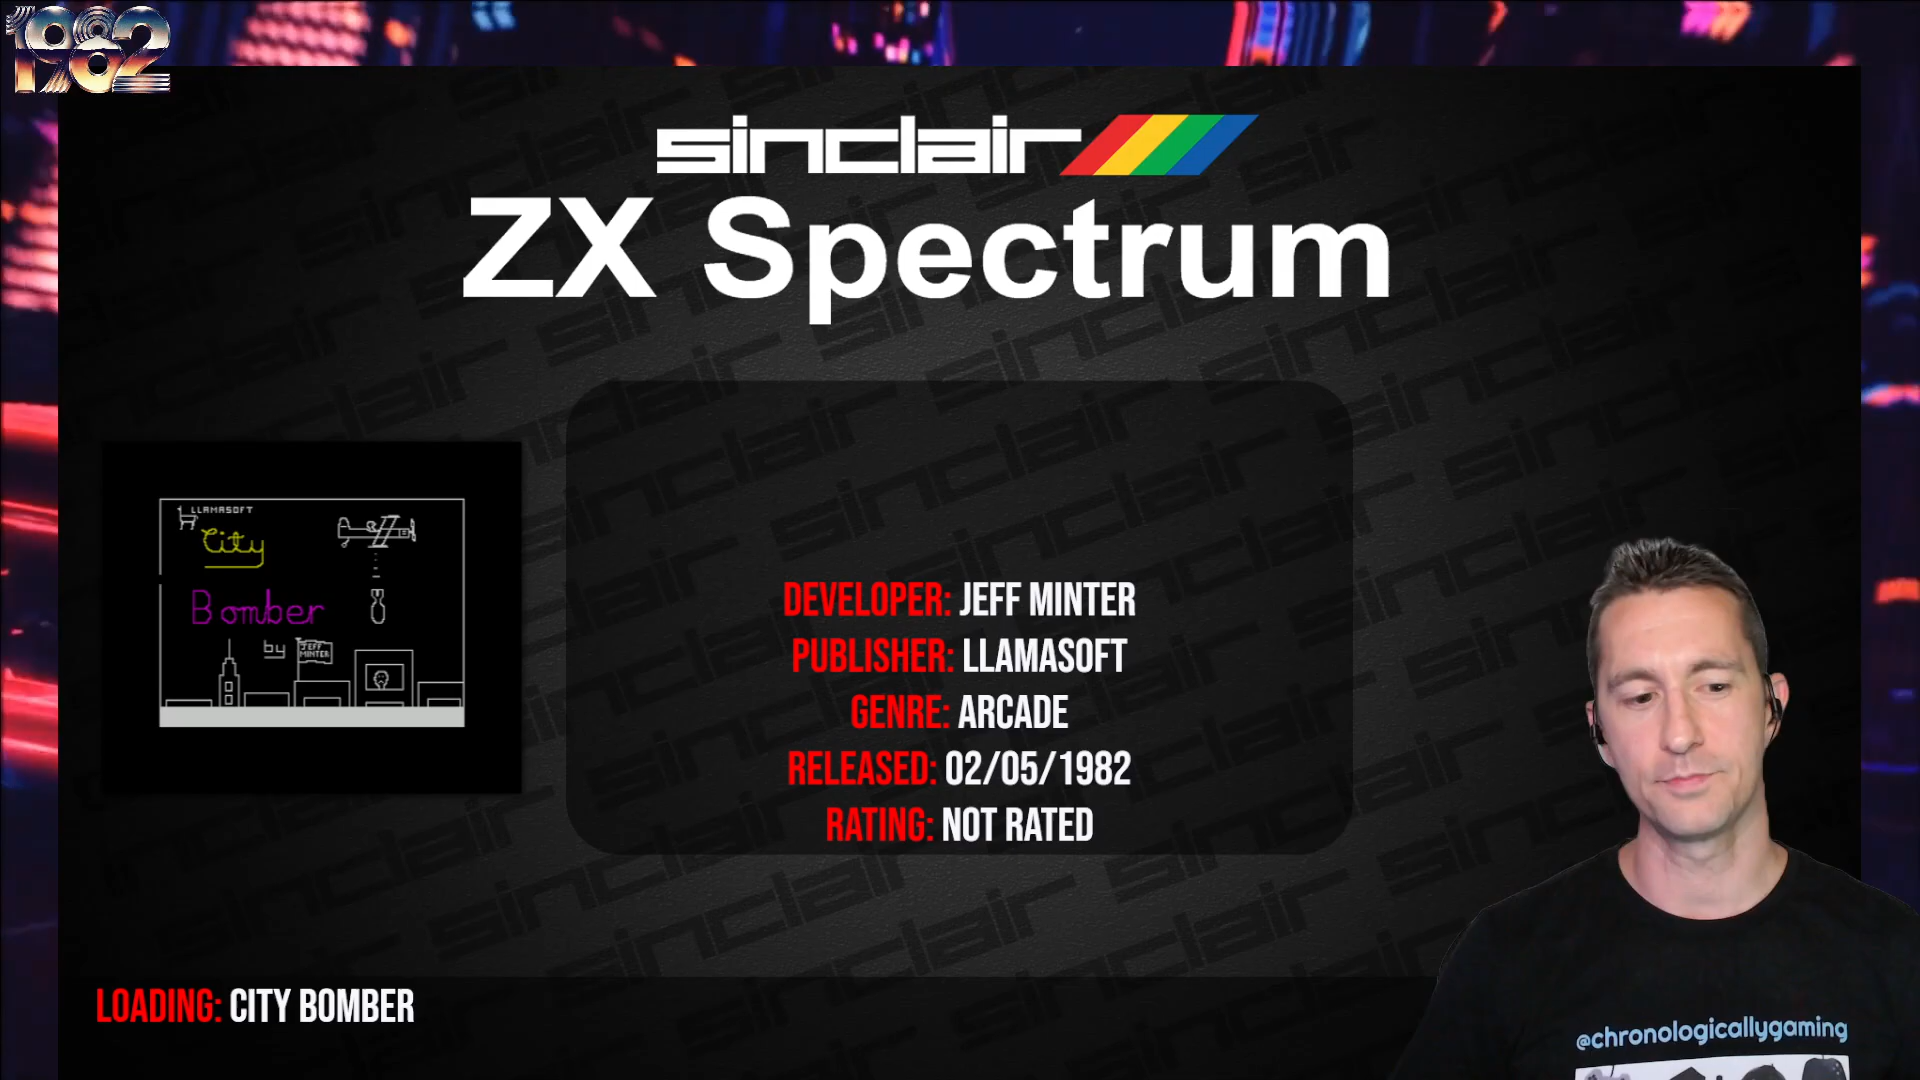 1982
sinclair
ZX Spectrum
LLAMASOFT
City
Bomber
by JEFF MINTER
DEVELOPER: JEFF MINTER
PUBLISHER: LLAMASOFT
GENRE: ARCADE
RELEASED: 02/05/1982
RATING: NOT RATED
LOADING: CITY BOMBER
@chronologicallygaming